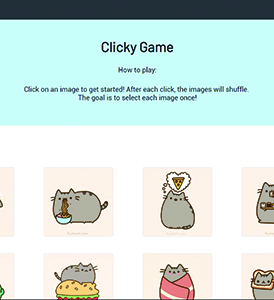 Clicky Game
How to play:
Click on an image to get started! After each click, the images will shuffle.
The goal is to select each image once!